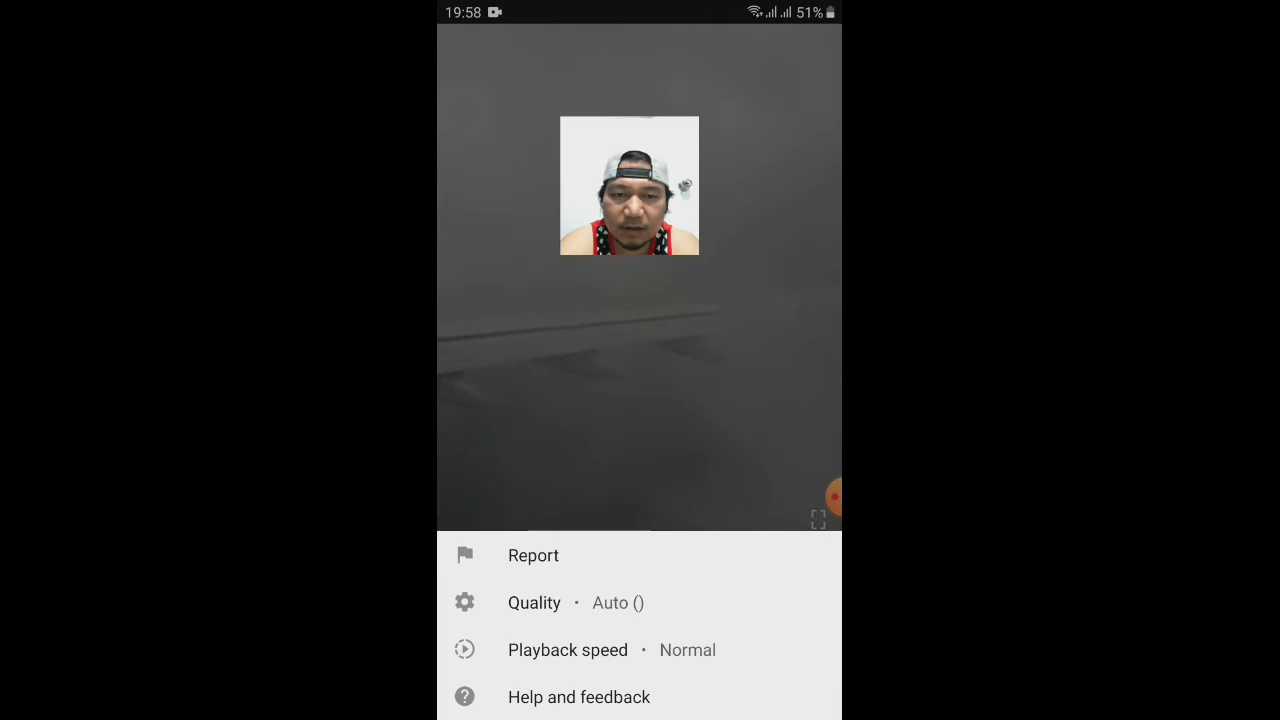 19:58 51%
Report
Quality • Auto ()
Playback speed • Normal
Help and feedback